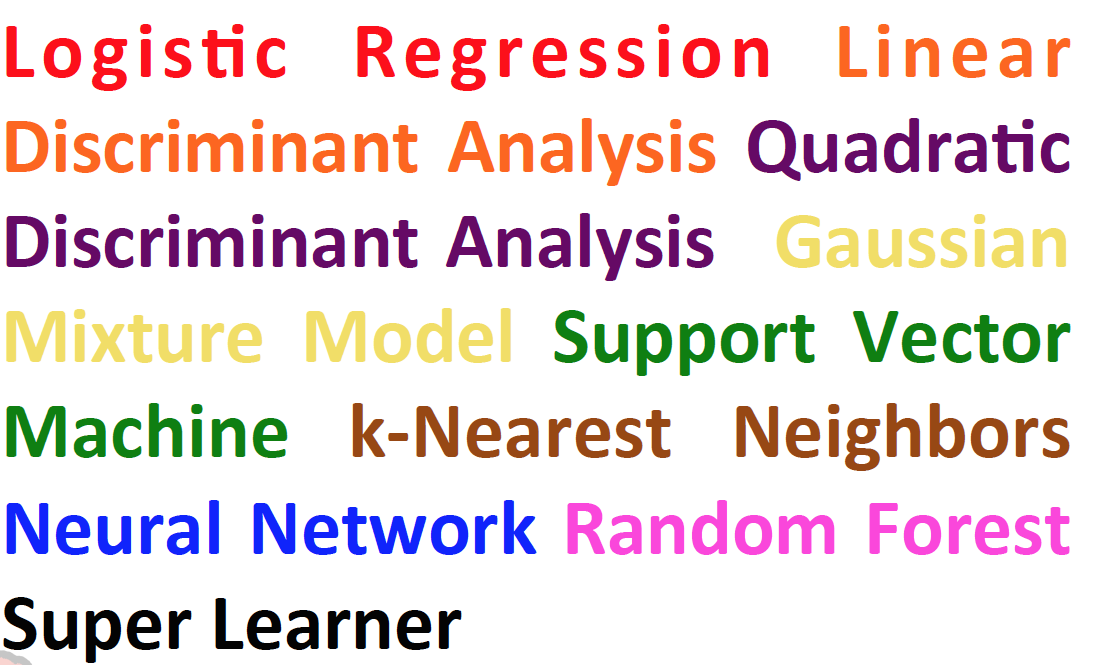 Logistic Regression Linear
Discriminant Analysis Quadratic
Discriminant Analysis Gaussian
Mixture Model Support Vector
Machine k-Nearest Neighbors
Neural Network Random Forest
Super Learner